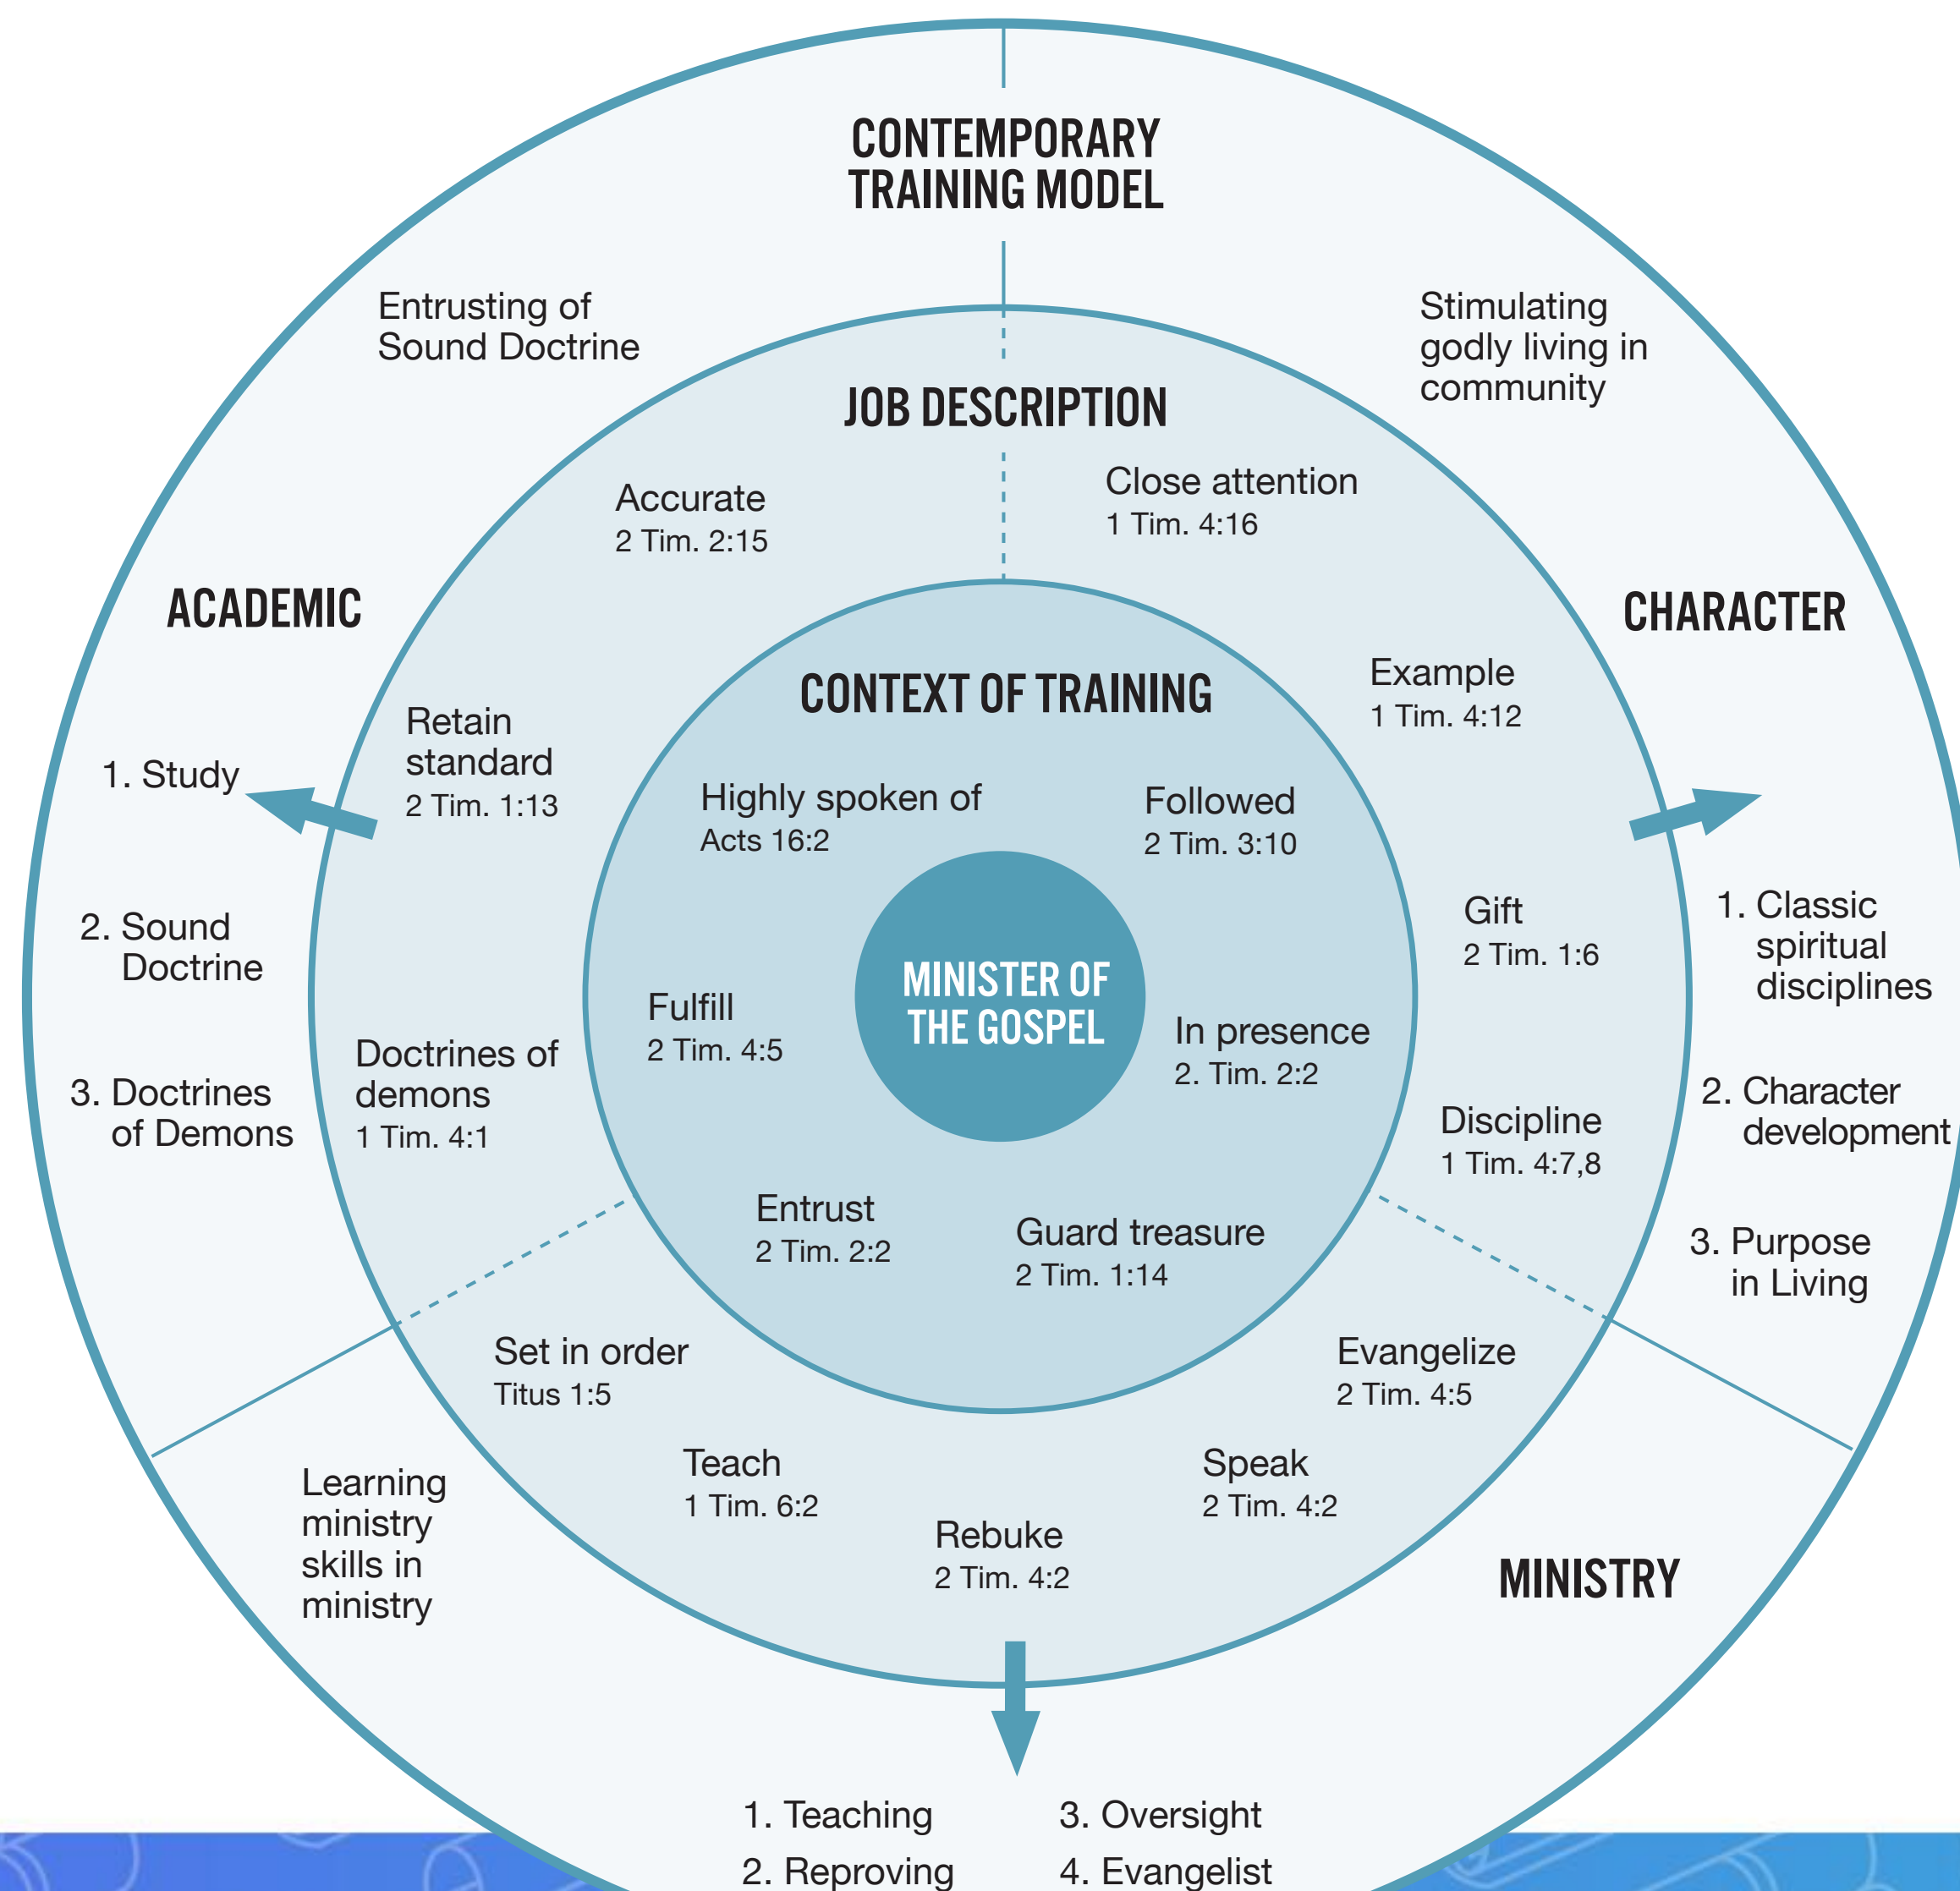 CONTEMPORARY
TRAINING MODEL
Entrusting of
Sound Doctrine
Stimulating
godly living in
community
JOB DESCRIPTION
Accurate
2 Tim. 2:15
Close attention
1 Tim. 4:16
ACADEMIC
CHARACTER
CONTEXT OF TRAINING
Example
1 Tim. 4:12
Retain
standard
2 Tim. 1:13
1. Study
Highly spoken of
Acts 16:2
Followed
2 Tim. 3:10
Gift
2 Tim. 1:6
1. Classic
spiritual
disciplines
2. Sound
Doctrine
MINISTER OF
THE GOSPEL
Fulfill
2 Tim. 4:5
In presence
2. Tim. 2:2
Doctrines of
demons
1 Tim. 4:1
3. Doctrines
of Demons
2. Character
development
Discipline
1 Tim. 4:7,8
Entrust
2 Tim. 2:2
Guard treasure
2 Tim. 1:14
3. Purpose
in Living
Set in order
Titus 1:5
Evangelize
2 Tim. 4:5
Teach
1 Tim. 6:2
Speak
2 Tim. 4:2
Rebuke
2 Tim. 4:2
Learning
ministry
skills in
ministry
MINISTRY
1. Teaching
2. Reproving
3. Oversight
4. Evangelist